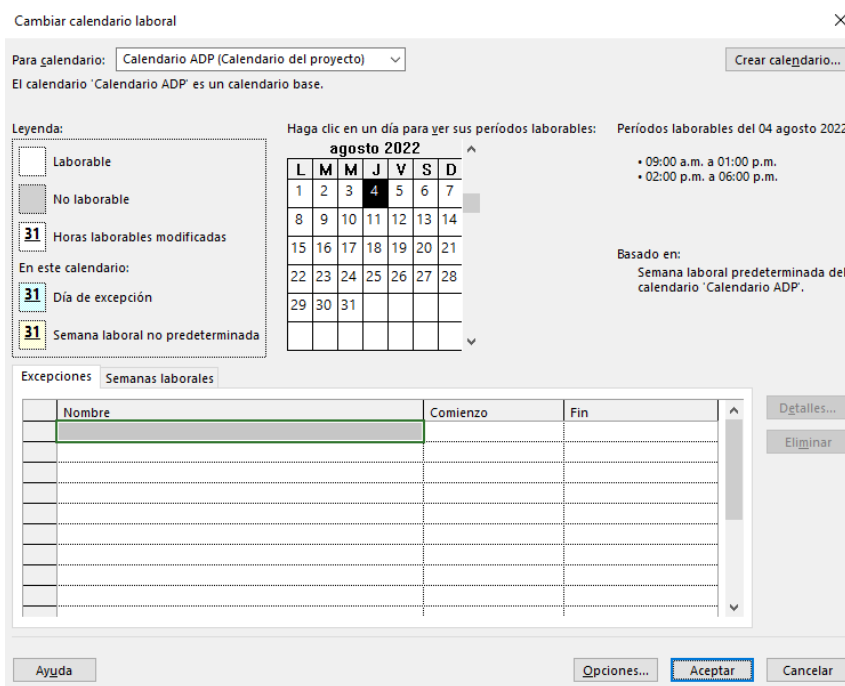 Cambiar calendario laboral
Para calendario: Calendario ADP (Calendario del proyecto)
Crear calendario...
El calendario 'Calendario ADP' es un calendario base.
Leyenda:
Laborable
No laborable
31 Horas laborables modificadas
En este calendario:
31 Día de excepción
31 Semana laboral no predeterminada
Haga clic en un día para ver sus períodos laborables:
agosto 2022
L M M J V S D
1 2 3 4 5 6 7
8 9 10 11 12 13 14
15 16 17 18 19 20 21
22 23 24 25 26 27 28
29 30 31
Períodos laborables del 04 agosto 2022
• 09:00 a.m. a 01:00 p.m.
• 02:00 p.m. a 06:00 p.m.
Basado en:
Semana laboral predeterminada del
calendario 'Calendario ADP'.
Excepciones Semanas laborales
Nombre Comienzo Fin
Detalles...
Eliminar
Ayuda Opciones... Aceptar Cancelar